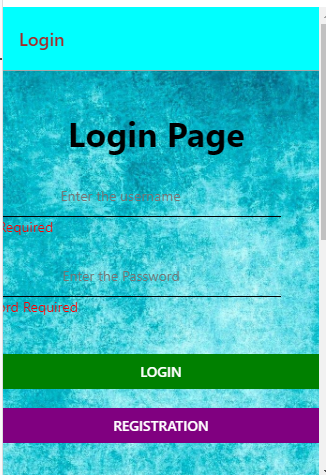 Login
Login Page
Enter the username
Required
Enter the Password
Required
LOGIN
REGISTRATION